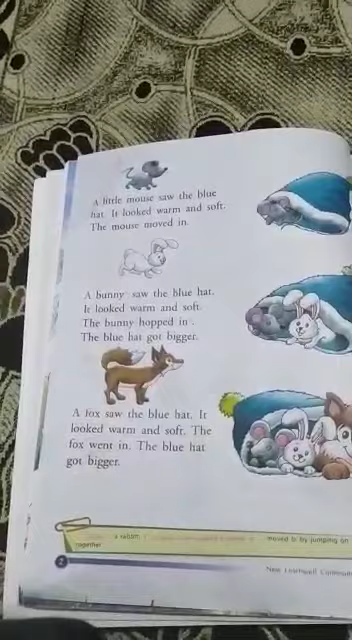 A little mouse saw the blue
hat. It looked warm and soft.
The mouse moved in.
A bunny saw the blue hat.
It looked warm and soft.
The bunny hopped in.
The blue hat got bigger.
A fox saw the blue hat. It
looked warm and soft. The
fox went in. The blue hat
got bigger.
a rabbit moved in by jumping on
together
2
New Learnwell